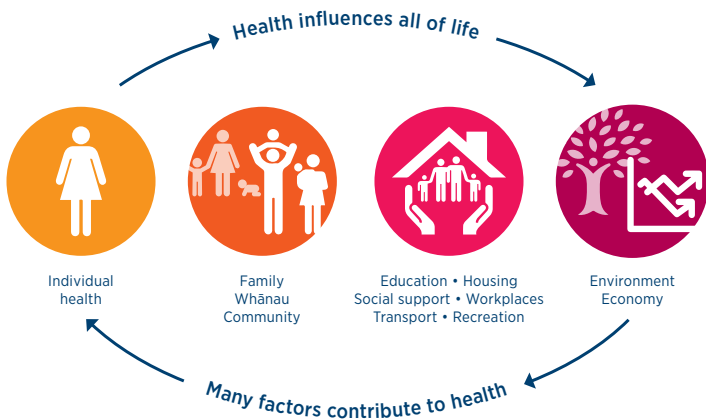 Health influences all of life
Individual
health
Family
Whānau
Community
Education • Housing
Social support • Workplaces
Transport • Recreation
Environment
Economy
Many factors contribute to health